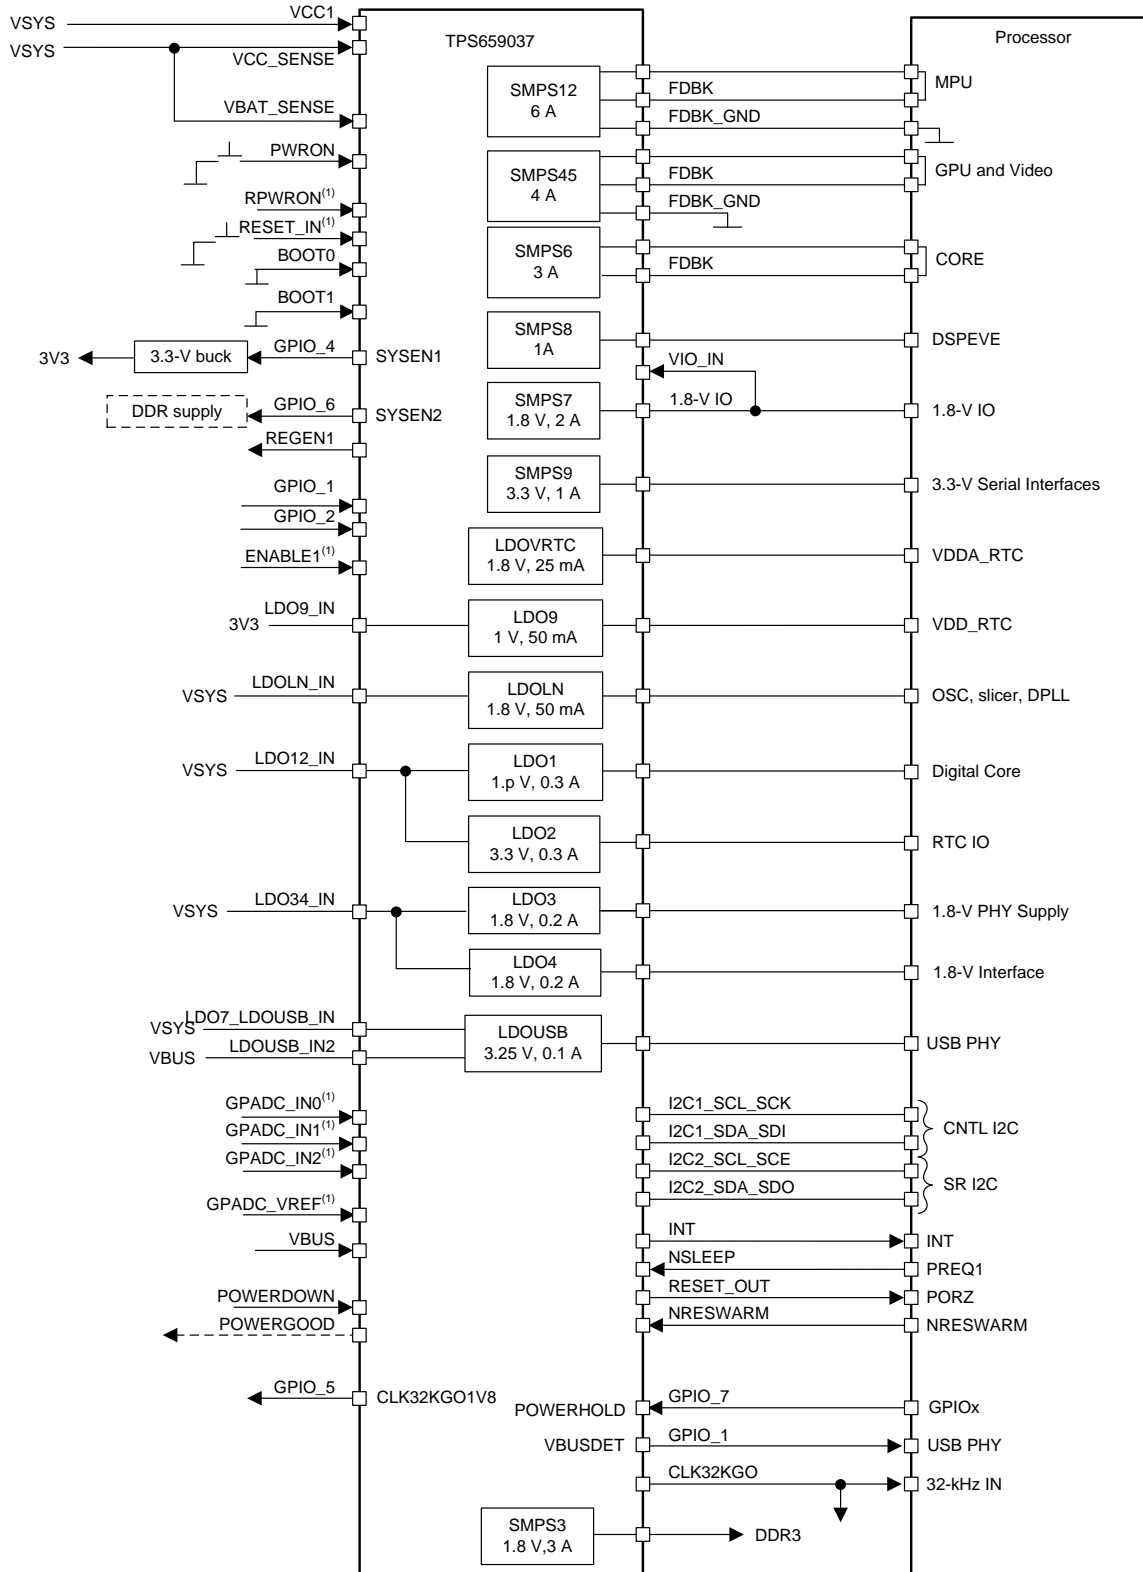 VSYS
VCC1
VSYS
VCC_SENSE
VBAT_SENSE
PWRON
RPWRON(1)
RESET_IN(1)
BOOT0
BOOT1
3V3
3.3-V buck
GPIO_4
SYSEN1
DDR supply
GPIO_6
SYSEN2
REGEN1
GPIO_1
GPIO_2
ENABLE1(1)
LDO9_IN
3V3
LDOLN_IN
VSYS
LDO12_IN
VSYS
LDO34_IN
VSYS
LDO7_LDOUSB_IN
VSYS
LDOUSB_IN2
VBUS
GPADC_IN0(1)
GPADC_IN1(1)
GPADC_IN2(1)
GPADC_VREF(1)
VBUS
POWERDOWN
POWERGOOD
GPIO_5
CLK32KGO1V8
TPS659037
SMPS12
6 A
SMPS45
4 A
SMPS6
3 A
SMPS8
1A
SMPS7
1.8 V, 2 A
SMPS9
3.3 V, 1 A
LDOVRTC
1.8 V, 25 mA
LDO9
1 V, 50 mA
LDOLN
1.8 V, 50 mA
LDO1
1.p V, 0.3 A
LDO2
3.3 V, 0.3 A
LDO3
1.8 V, 0.2 A
LDO4
1.8 V, 0.2 A
LDOUSB
3.25 V, 0.1 A
POWERHOLD
VBUSDET
SMPS3
1.8 V,3 A
FDBK
FDBK_GND
FDBK
FDBK_GND
FDBK
VIO_IN
1.8-V IO
I2C1_SCL_SCK
I2C1_SDA_SDI
I2C2_SCL_SCE
I2C2_SDA_SDO
INT
NSLEEP
RESET_OUT
NRESWARM
GPIO_7
GPIO_1
CLK32KGO
DDR3
Processor
MPU
GPU and Video
CORE
DSPEVE
1.8-V IO
3.3-V Serial Interfaces
VDDA_RTC
VDD_RTC
OSC, slicer, DPLL
Digital Core
RTC IO
1.8-V PHY Supply
1.8-V Interface
USB PHY
CNTL I2C
SR I2C
INT
PREQ1
PORZ
NRESWARM
GPIOx
USB PHY
32-kHz IN